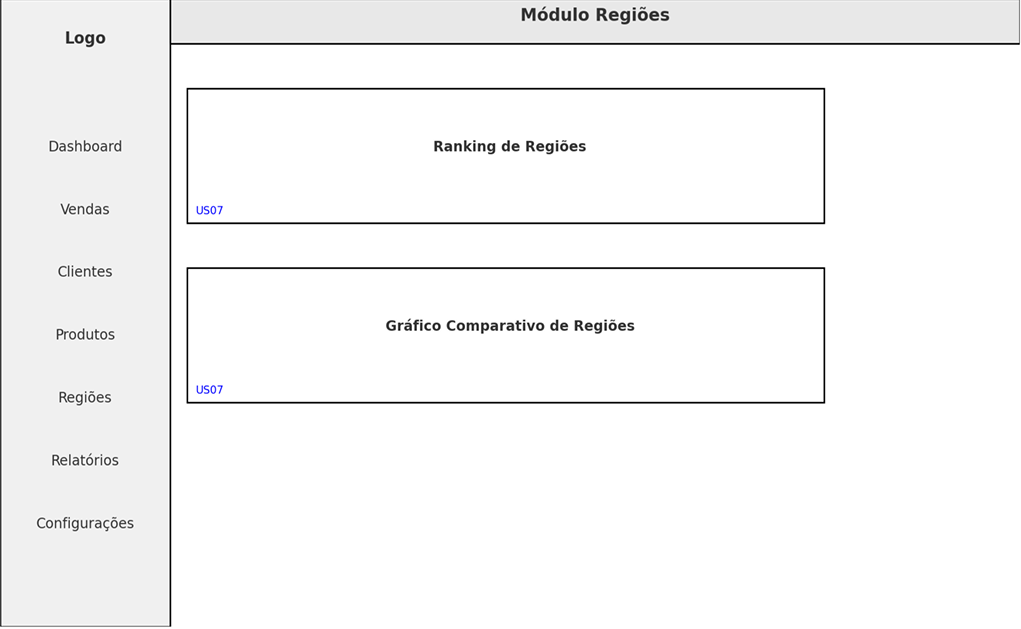 Logo
Dashboard
Vendas
Clientes
Produtos
Regiões
Relatórios
Configurações
Módulo Regiões
Ranking de Regiões
US07
Gráfico Comparativo de Regiões
US07